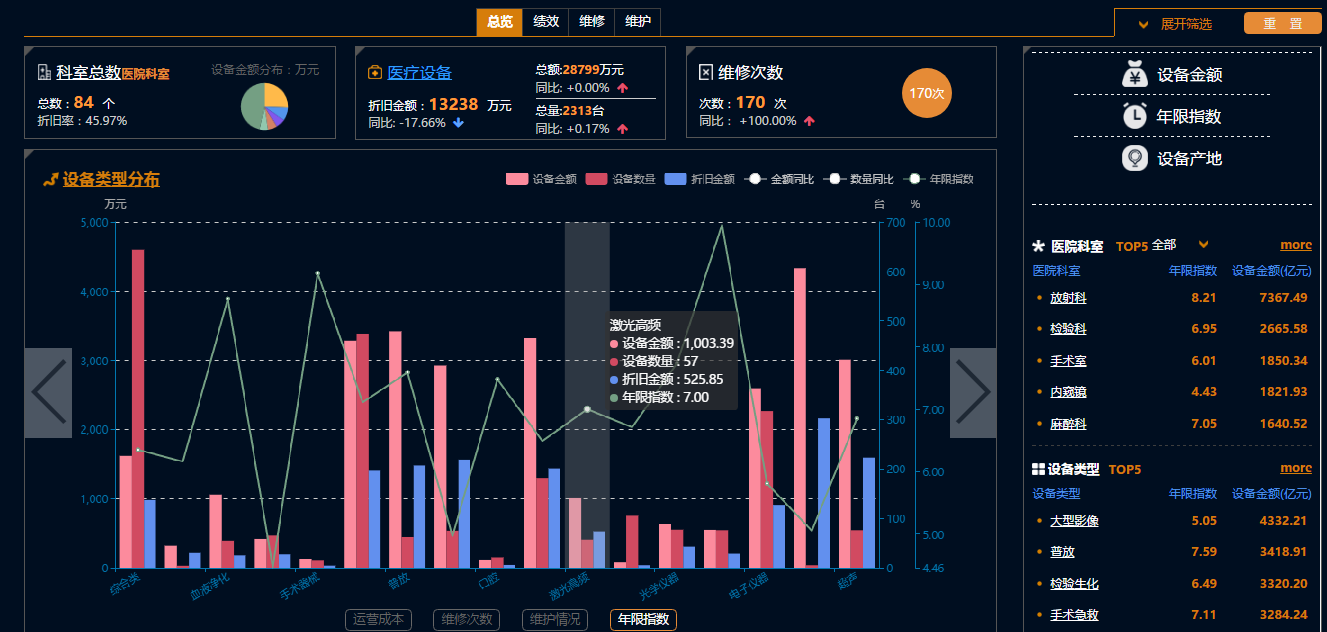 总览 绩效 维修 维护
展开筛选 重 置
科室总数医院科室 设备金额分布：万元
总数：84 个
折旧率：45.97%
医疗设备
折旧金额：13238 万元
同比: -17.66%
总额:28799万元
同比: +0.00%
总量:2313台
同比: +0.17%
维修次数
次数：170 次
同比： +100.00%
170次
设备金额
年限指数
设备产地
设备类型分布
设备金额 设备数量 折旧金额 金额同比 数量同比 年限指数
万元 台 %
5,000 700 10.00
600
4,000 9.00
500
3,000 8.00
400
7.00
2,000 300
200 6.00
1,000
100 5.00
0 0 4.46
激光高频
设备金额 : 1,003.39
设备数量 : 57
折旧金额 : 525.85
年限指数 : 7.00
综合类 血液净化 手术器械 普放 口腔 激光高频 光学仪器 电子仪器 超声
运营成本 维修次数 维护情况 年限指数
医院科室 TOP5 全部 more
医院科室 年限指数 设备金额(亿元)
放射科 8.21 7367.49
检验科 6.95 2665.58
手术室 6.01 1850.34
内窥镜 4.43 1821.93
麻醉科 7.05 1640.52
设备类型 TOP5 more
设备类型 年限指数 设备金额(亿元)
大型影像 5.05 4332.21
普放 7.59 3418.91
检验生化 6.49 3320.20
手术急救 7.11 3284.24